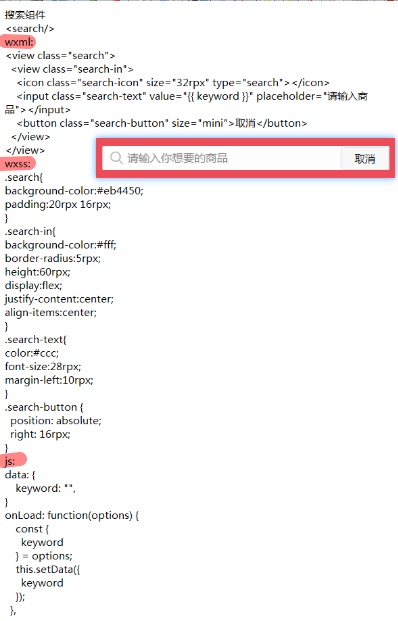 搜索组件
<search/>
wxml:
<view class="search">
<view class="search-in">
<icon class="search-icon" size="32rpx" type="search"></icon>
<input class="search-text" value="{{ keyword }}" placeholder="请输入商
品"></input>
<button class="search-button" size="mini">取消</button>
</view>
</view>
请输入你想要的商品 取消
wxss:
.search{
background-color:#eb4450;
padding:20rpx 16rpx;
}
.search-in{
background-color:#fff;
border-radius:5rpx;
height:60rpx;
display:flex;
justify-content:center;
align-items:center;
}
.search-text{
color:#ccc;
font-size:28rpx;
margin-left:10rpx;
}
.search-button {
position: absolute;
right: 16rpx;
}
js:
data: {
keyword: "",
}
onLoad: function(options) {
const {
keyword
} = options;
this.setData({
keyword
});
},